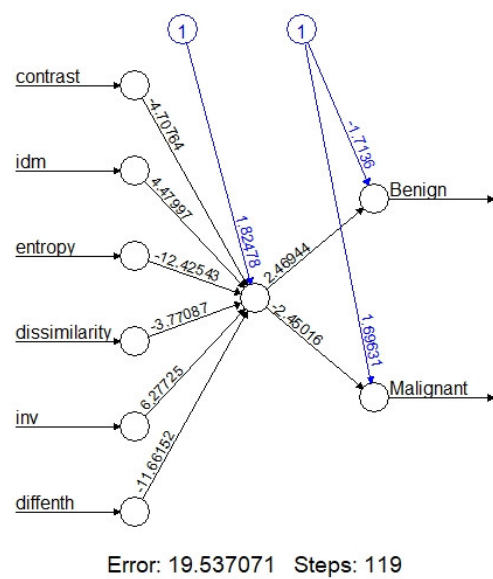 1
1
contrast
-4.70764
-1.7136
idm
4.47997
Benign
1.82478
entropy
-12.42543
2.46944
dissimilarity
-3.77087
-2.45016
1.69631
Malignant
inv
6.27725
diffenth
-11.66152
Error: 19.537071 Steps: 119